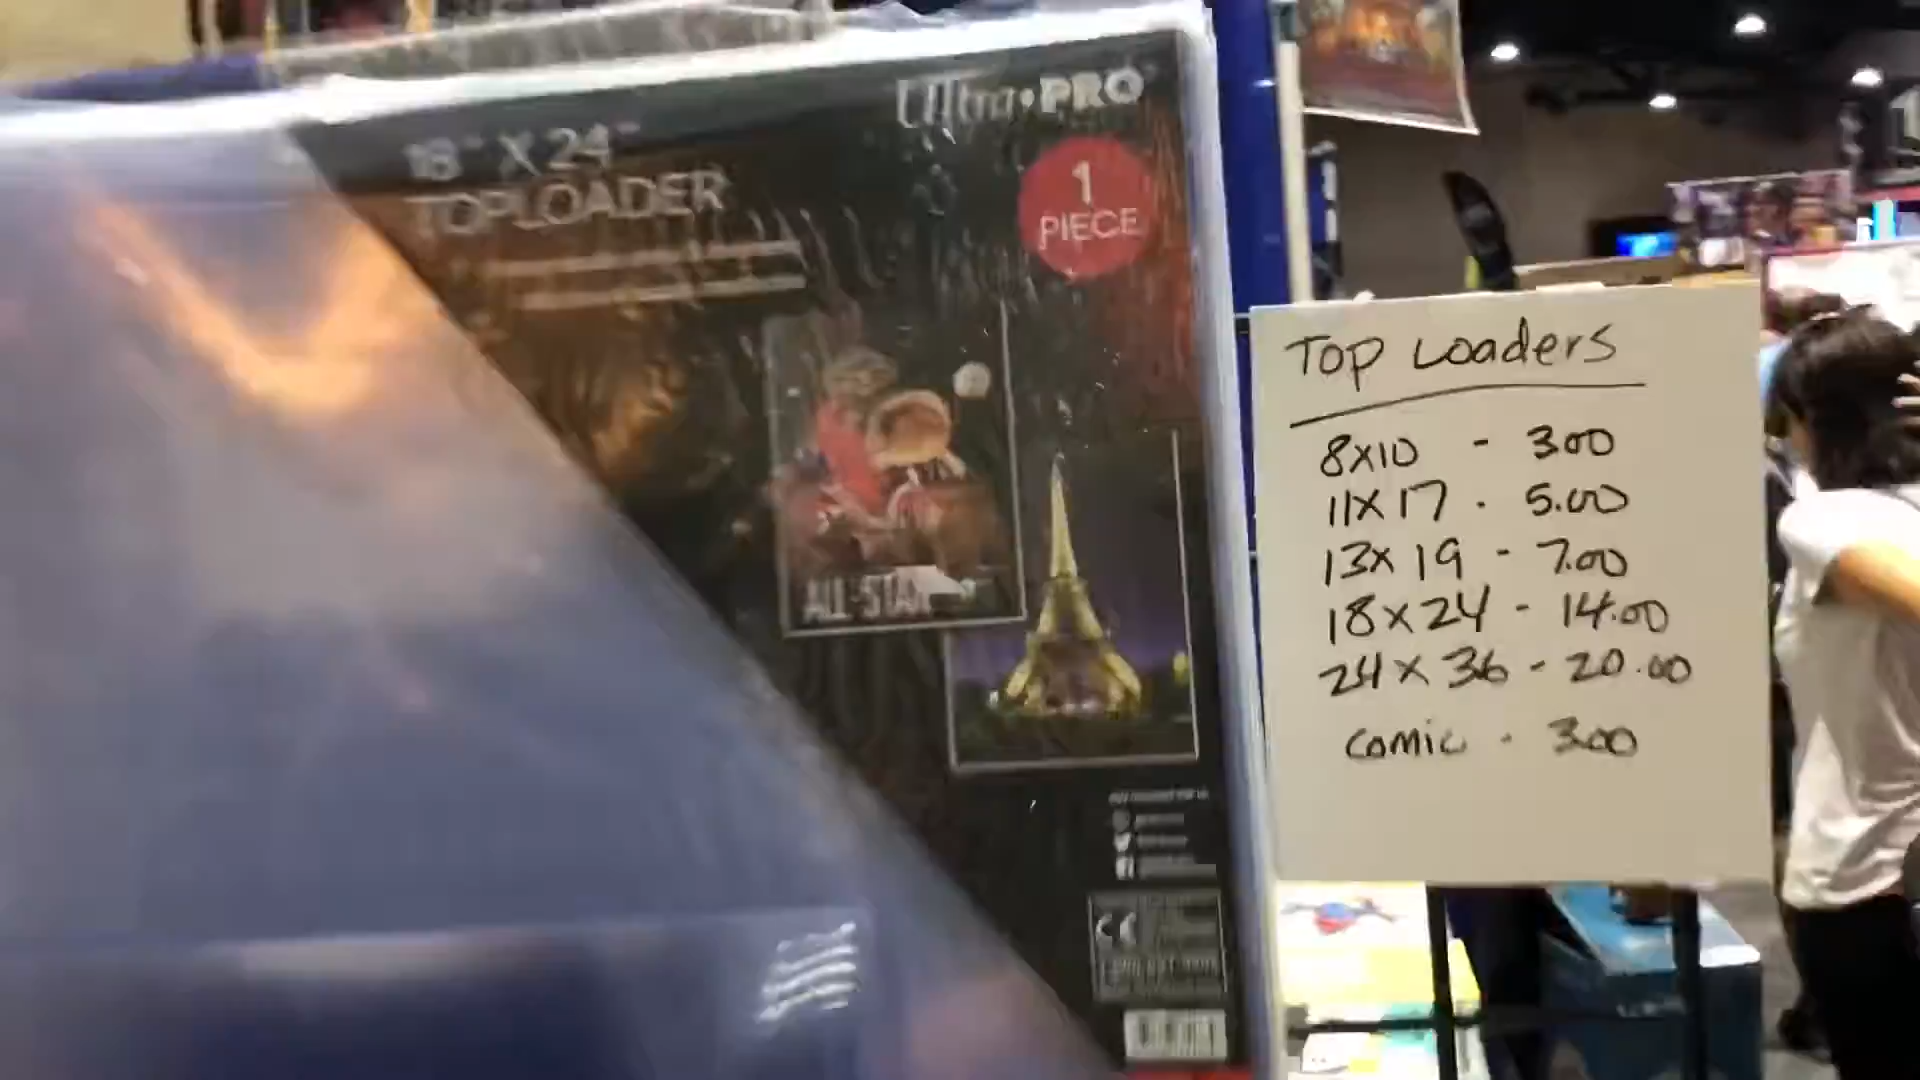 Ultra•PRO
18" X 24"
TOPLOADER
1
PIECE
ALL-STAR
Top Loaders
8x10 - 3.00
11x17 - 5.00
13x19 - 7.00
18x24 - 14.00
24x36 - 20.00
comic - 3.00
CE